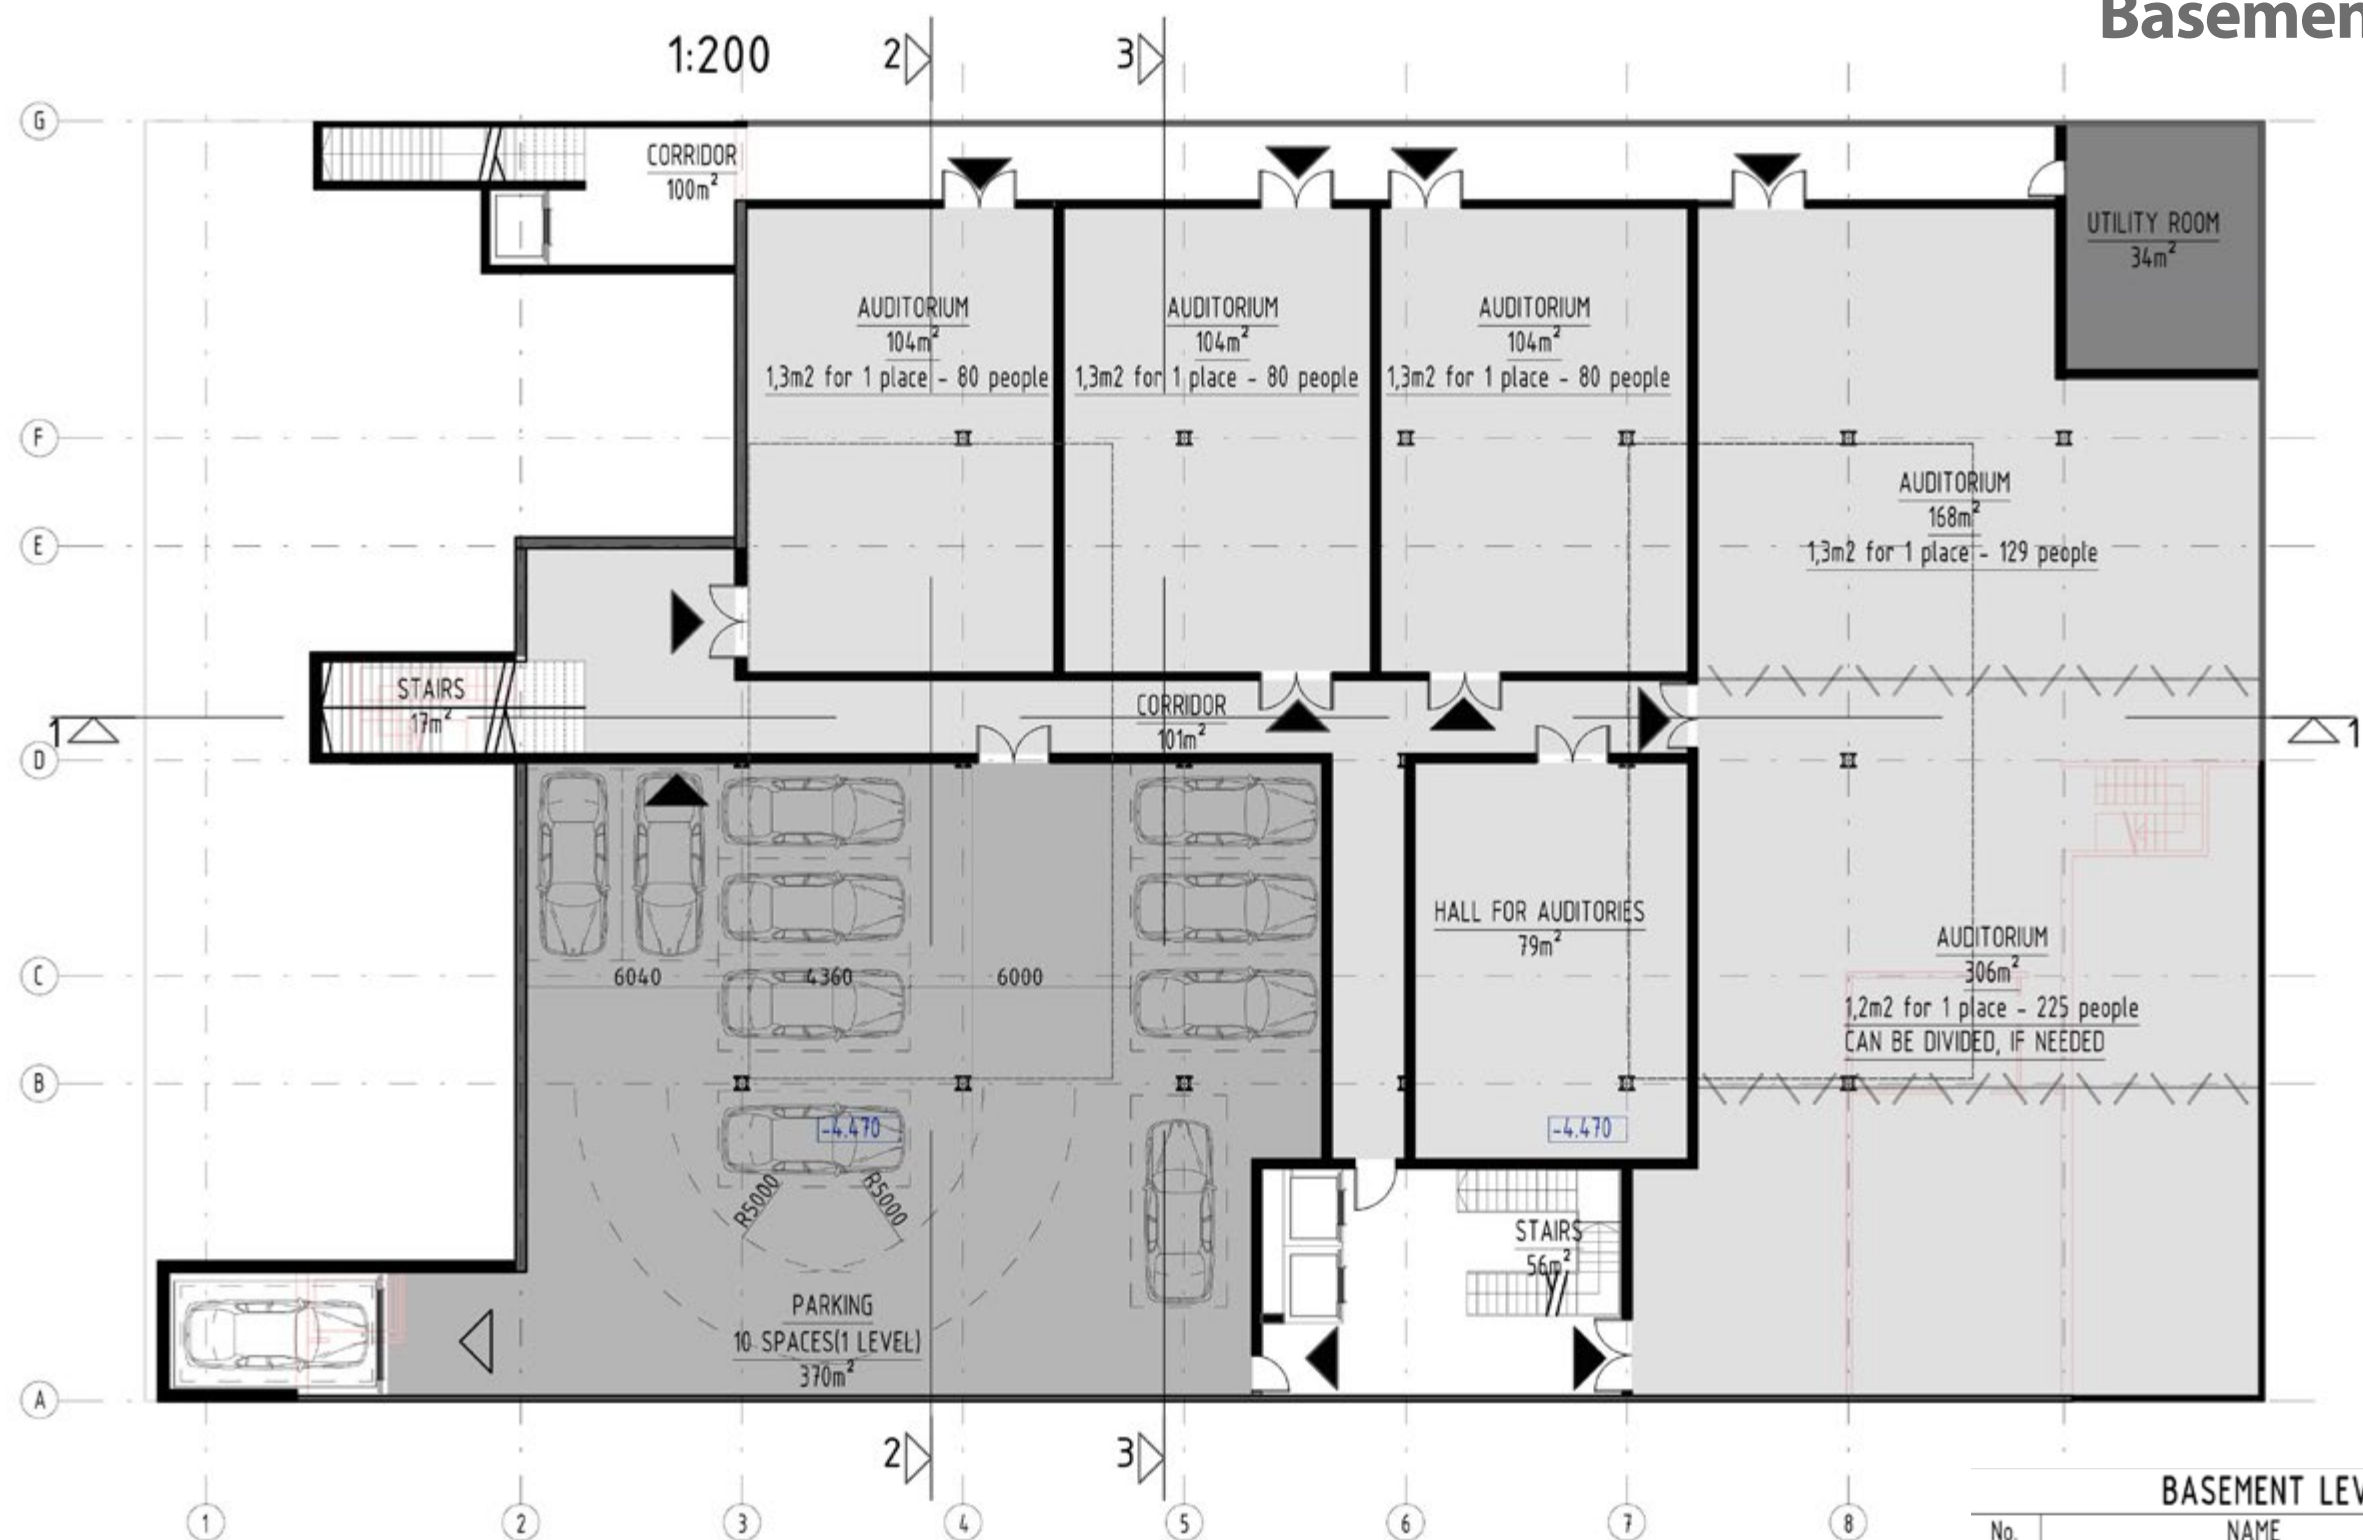 Basemen
1:200
2
3
G
CORRIDOR
100m²
UTILITY ROOM
34m²
AUDITORIUM
104m²
1,3m2 for 1 place - 80 people
AUDITORIUM
104m²
1,3m2 for 1 place - 80 people
AUDITORIUM
104m²
1,3m2 for 1 place - 80 people
F
AUDITORIUM
168m²
1,3m2 for 1 place - 129 people
E
STAIRS
17m²
CORRIDOR
101m²
1
1
D
HALL FOR AUDITORIES
79m²
AUDITORIUM
306m²
1,2m2 for 1 place - 225 people
CAN BE DIVIDED, IF NEEDED
C
6040
4360
6000
B
-4.470
-4.470
R5000
R5000
STAIRS
56m²
PARKING
10 SPACES(1 LEVEL)
370m²
A
2
3
1
2
3
4
5
6
7
8
BASEMENT LEV
No.
NAME